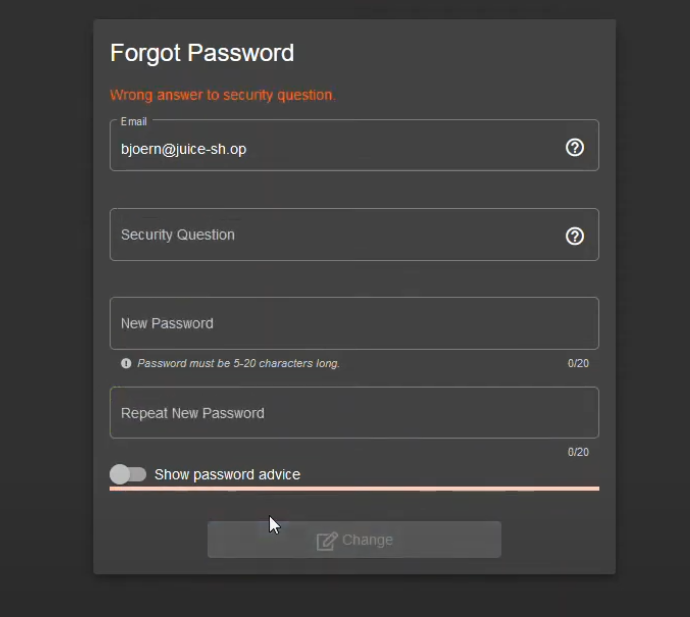 Forgot Password
Wrong answer to security question.
Email
bjoern@juice-sh.op
Security Question
New Password
Password must be 5-20 characters long.
0/20
Repeat New Password
0/20
Show password advice
Change